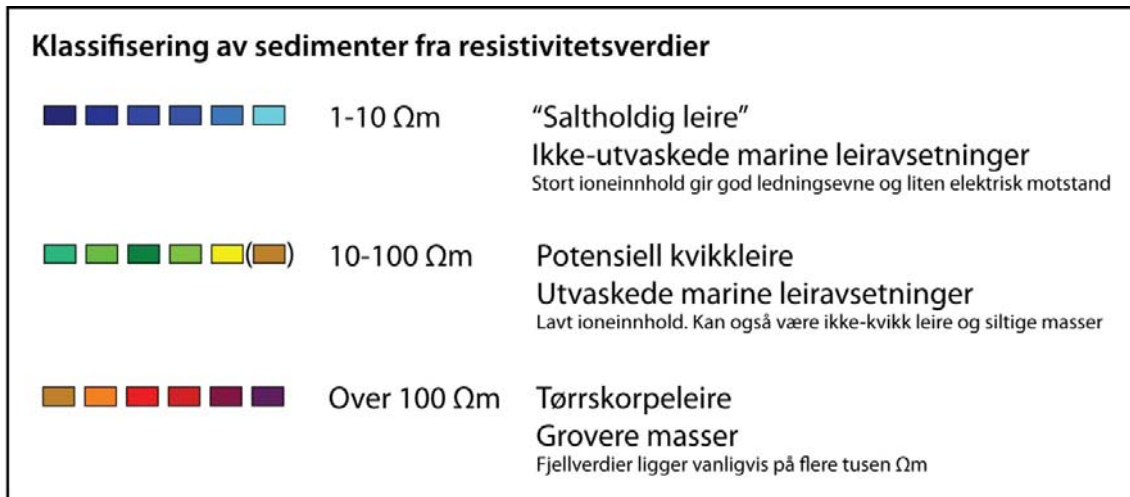 Klassifisering av sedimenter fra resistivitetsverdier
1-10 Ωm
“Saltholdig leire”
Ikke-utvaskede marine leiravsetninger
Stort ioneinnhold gir god ledningsevne og liten elektrisk motstand
( )
10-100 Ωm
Potensiell kvikkleire
Utvaskede marine leiravsetninger
Lavt ioneinnhold. Kan også være ikke-kvikk leire og siltige masser
Over 100 Ωm
Tørrskorpeleire
Grovere masser
Fjellverdier ligger vanligvis på flere tusen Ωm